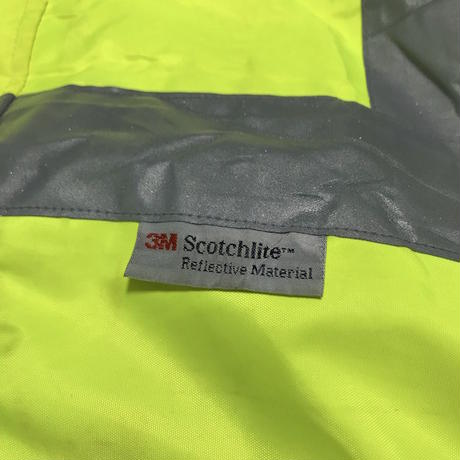 3M Scotchlite™
Reflective Material